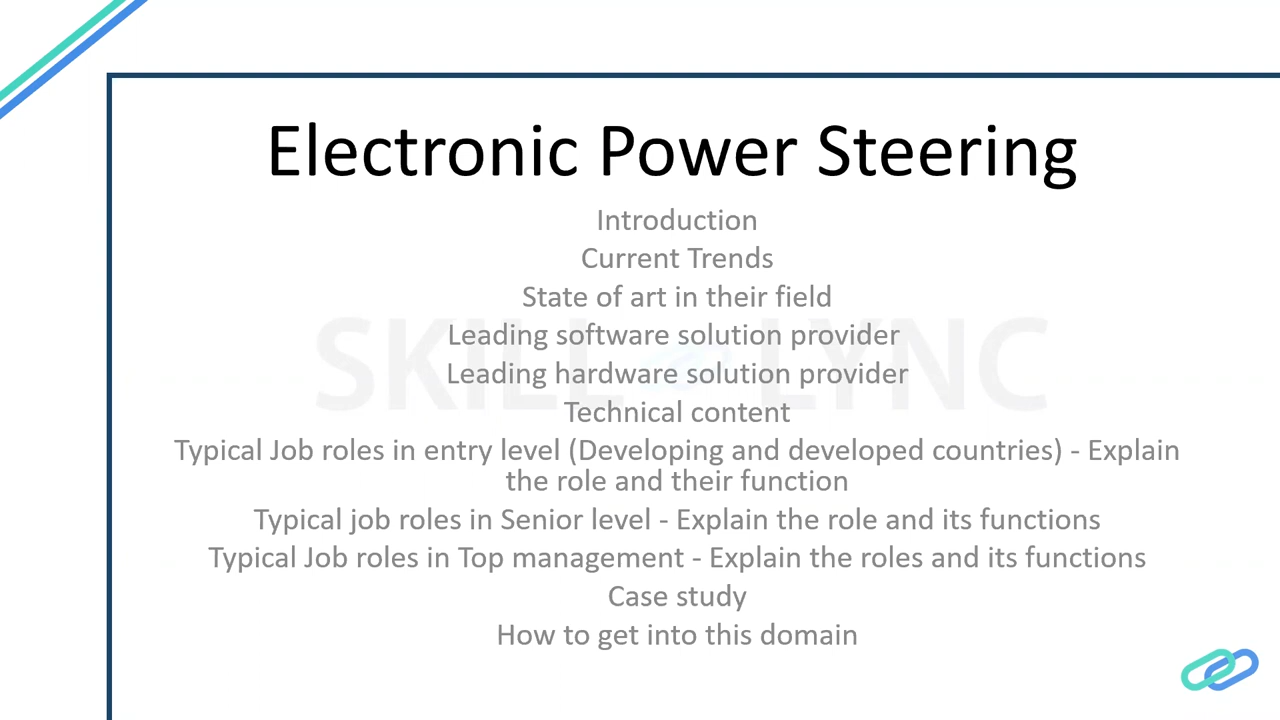 Electronic Power Steering
Introduction
Current Trends
State of art in their field
Leading software solution provider
Leading hardware solution provider
Technical content
Typical Job roles in entry level (Developing and developed countries) - Explain
the role and their function
Typical job roles in Senior level - Explain the role and its functions
Typical Job roles in Top management - Explain the roles and its functions
Case study
How to get into this domain
SKILL LYNC